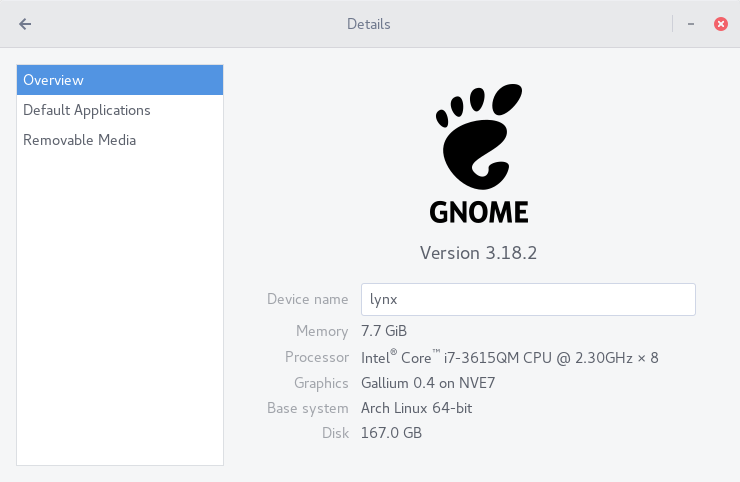 Details
Overview
Default Applications
Removable Media
GNOME
Version 3.18.2
Device name lynx
Memory 7.7 GiB
Processor Intel® Core™ i7-3615QM CPU @ 2.30GHz × 8
Graphics Gallium 0.4 on NVE7
Base system Arch Linux 64-bit
Disk 167.0 GB